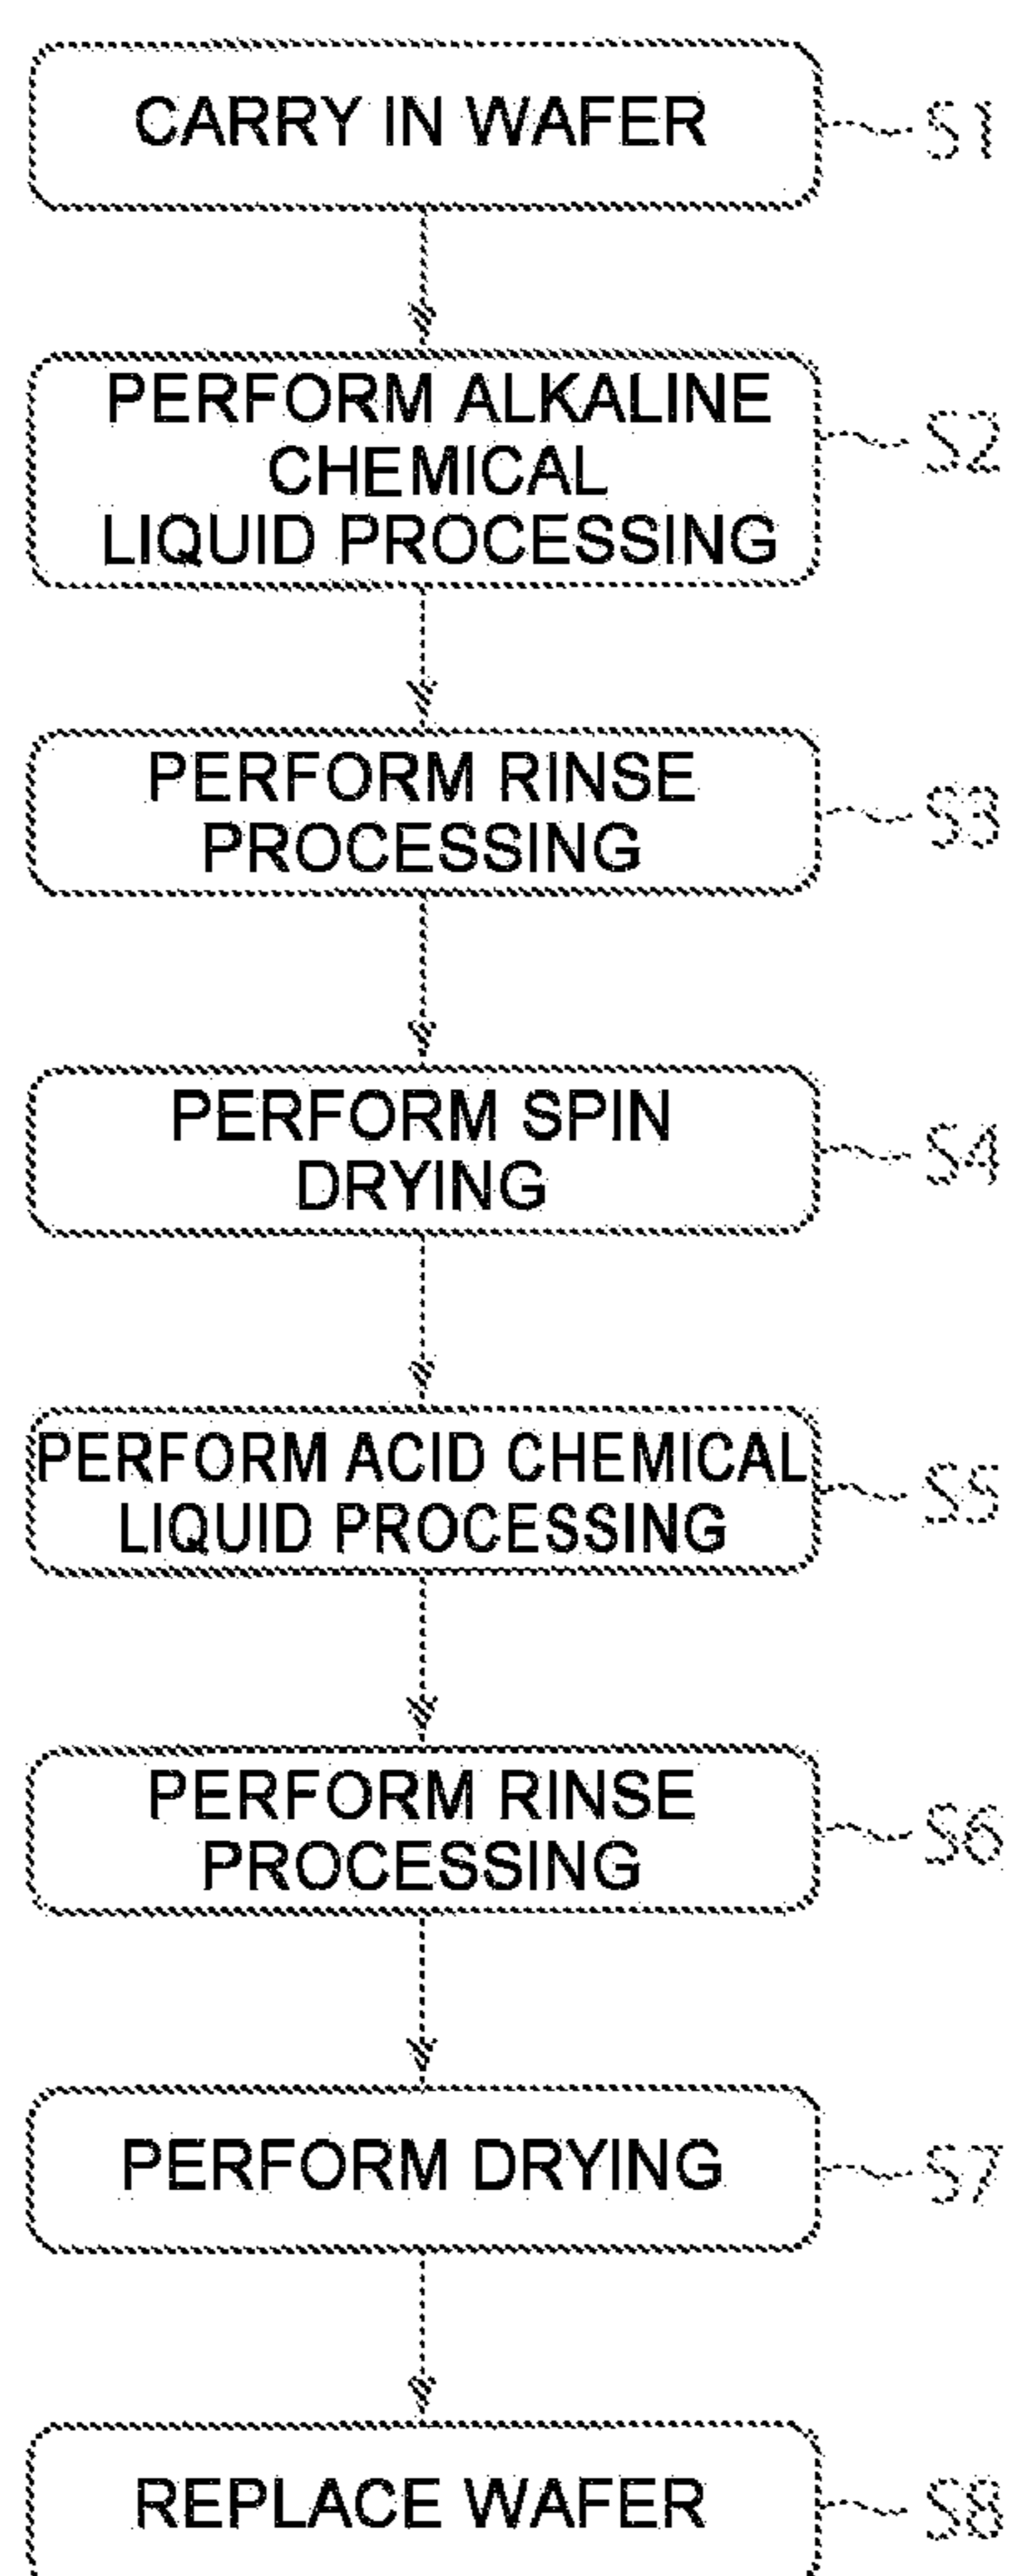 CARRY IN WAFER
S1
PERFORM ALKALINE
CHEMICAL
LIQUID PROCESSING
S2
PERFORM RINSE
PROCESSING
S3
PERFORM SPIN
DRYING
S4
PERFORM ACID CHEMICAL
LIQUID PROCESSING
S5
PERFORM RINSE
PROCESSING
S6
PERFORM DRYING
S7
REPLACE WAFER
S8